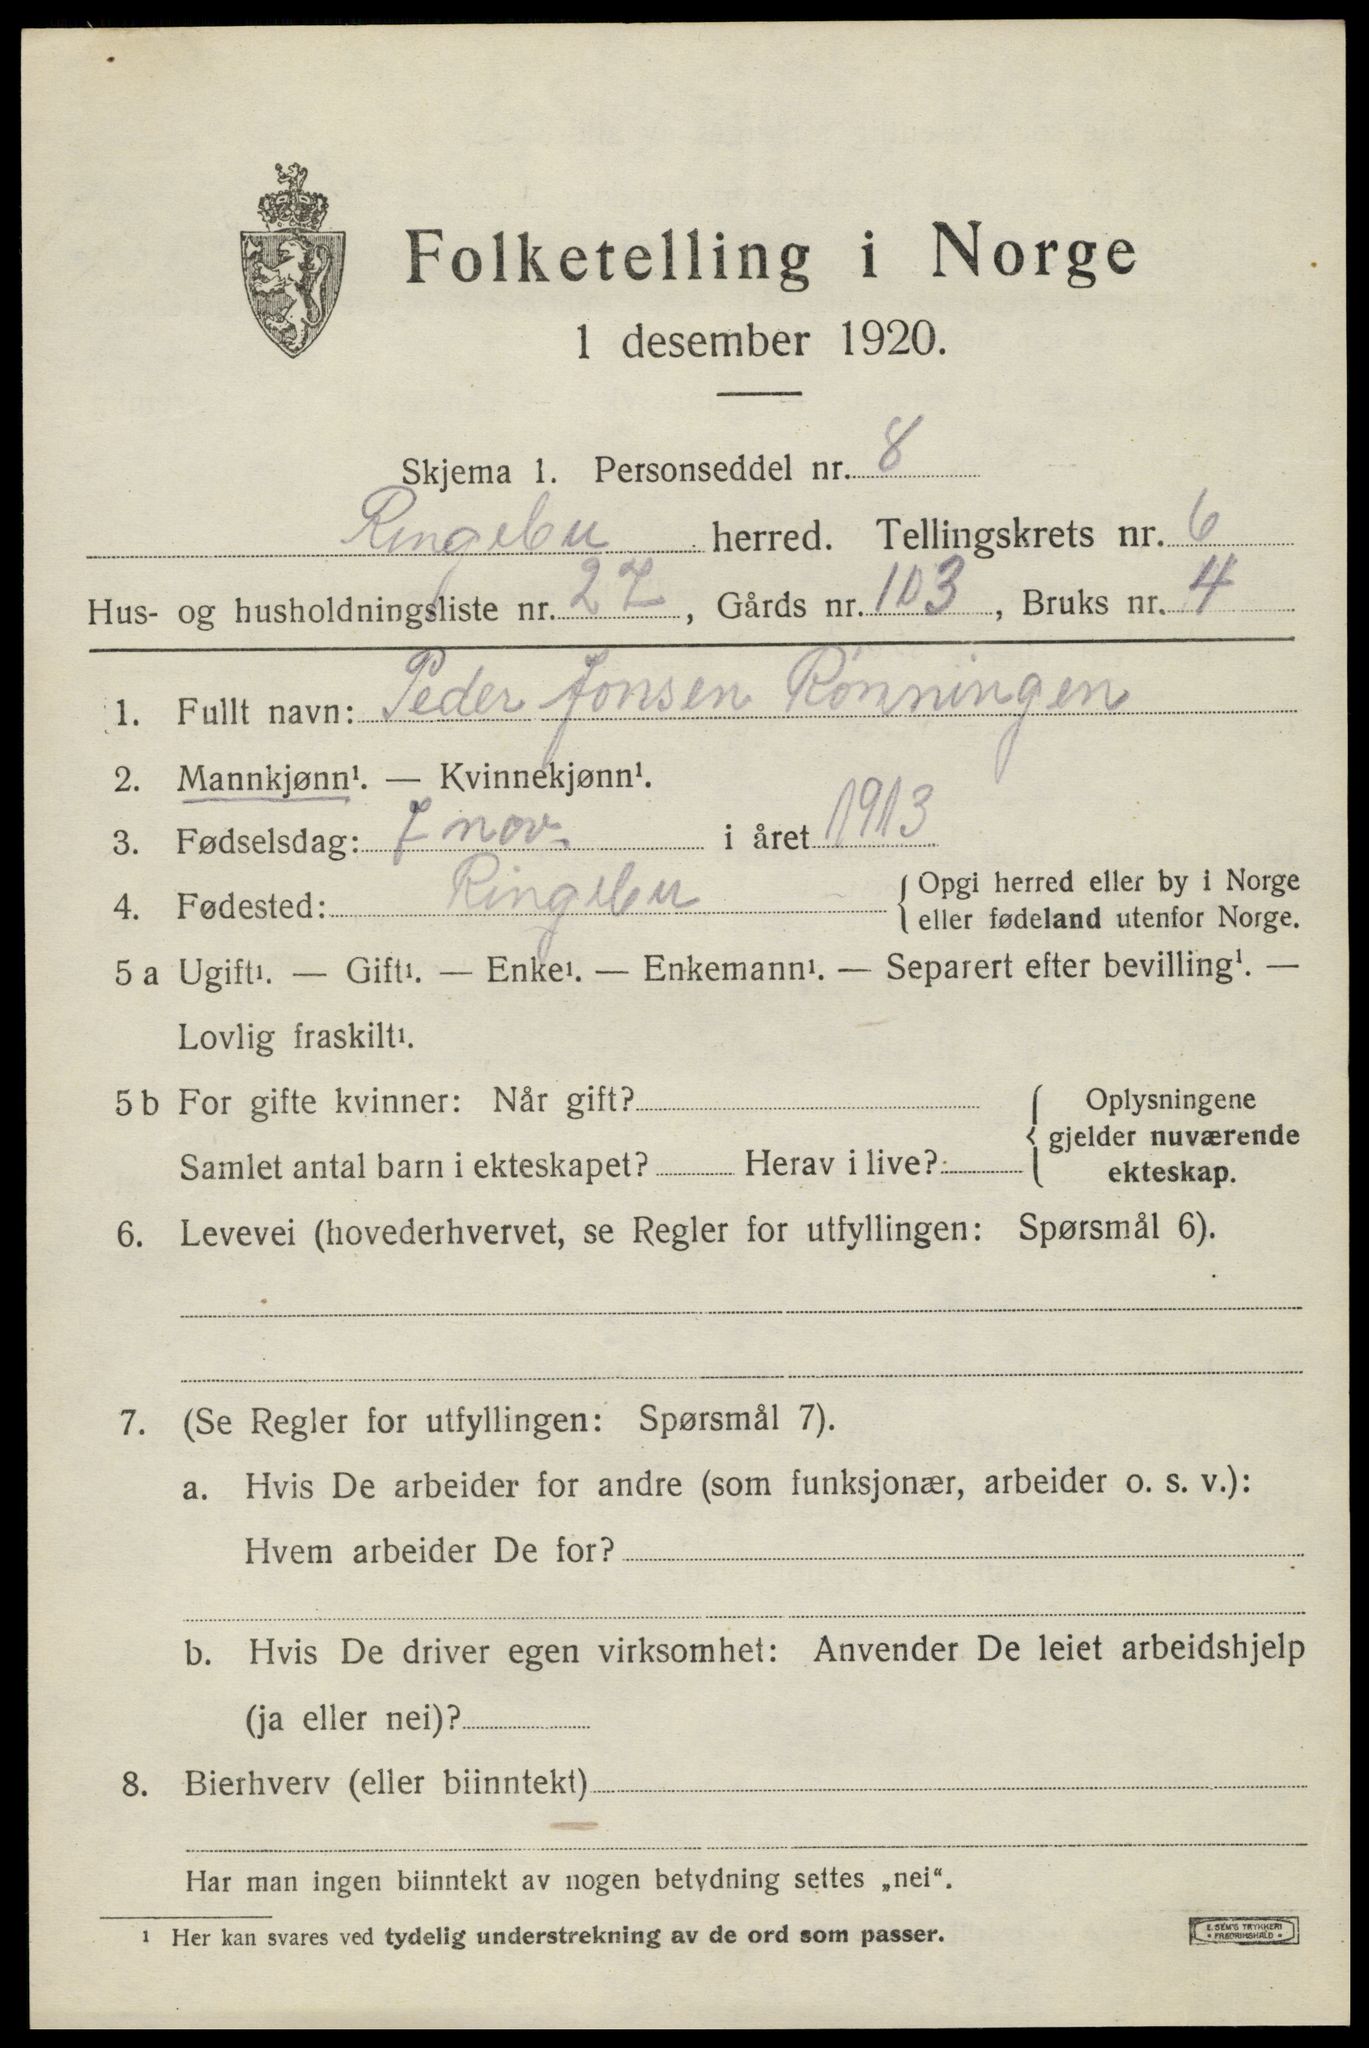 Folketelling i Norge
1 desember 1920.
Skjema 1. Personseddel nr. 8
Ringebu herred. Tellingskrets nr. 6
Hus- og husholdningsliste nr. 27, Gårds nr. 103, Bruks nr. 4
1. Fullt navn: Peder Jonsen Rønningen
2. Mannkjønn¹. — Kvinnekjønn¹.
3. Fødselsdag: 7 nov. i året 1913
4. Fødested: Ringebu { Opgi herred eller by i Norge
eller fødeland utenfor Norge.
5 a Ugift¹. — Gift¹. — Enke¹. — Enkemann¹. — Separert efter bevilling¹. —
Lovlig fraskilt¹.
5 b For gifte kvinner: Når gift? { Oplysningene
gjelder nuværende
Samlet antal barn i ekteskapet? Herav i live?
ekteskap.
6. Levevei (hovederhvervet, se Regler for utfyllingen: Spørsmål 6).
7. (Se Regler for utfyllingen: Spørsmål 7).
a. Hvis De arbeider for andre (som funksjonær, arbeider o. s. v.):
Hvem arbeider De for?
b. Hvis De driver egen virksomhet: Anvender De leiet arbeidshjelp
(ja eller nei)?
8. Bierhverv (eller biinntekt)
Har man ingen biinntekt av nogen betydning settes „nei“.
¹ Her kan svares ved tydelig understrekning av de ord som passer.
E. SEM'S TRYKKERI
• FREDRIKSHALD •